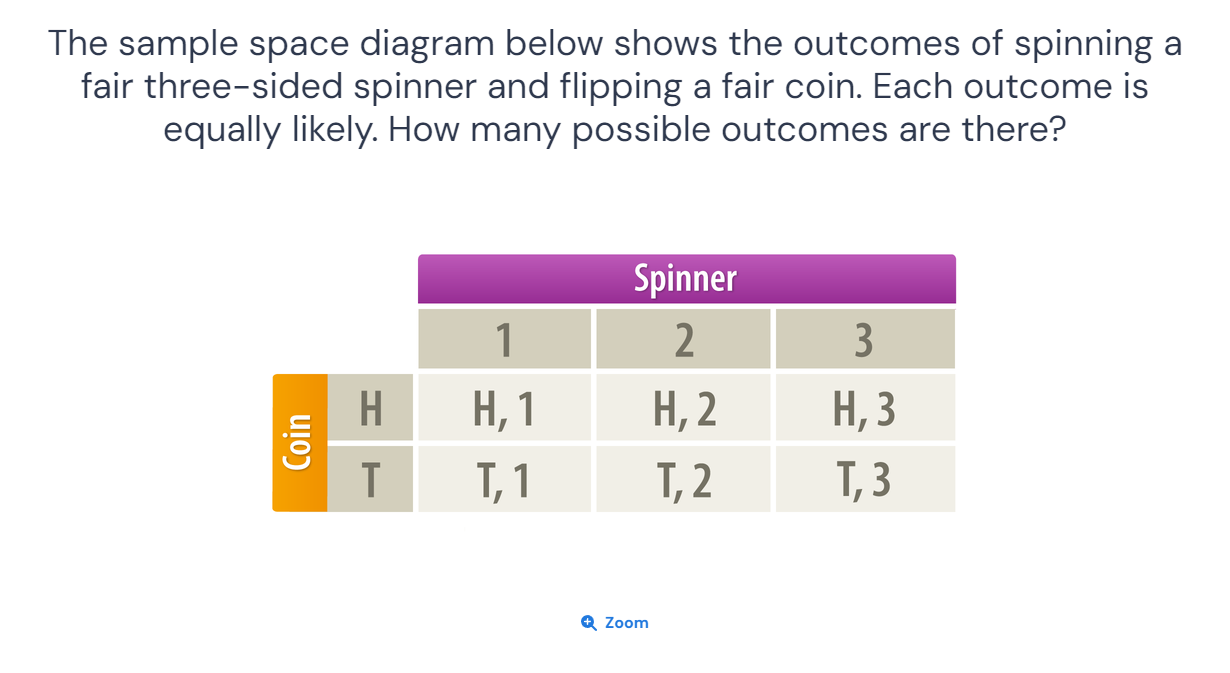 The sample space diagram below shows the outcomes of spinning a
fair three-sided spinner and flipping a fair coin. Each outcome is
equally likely. How many possible outcomes are there?
Spinner
1 2 3
Coin
H H, 1 H, 2 H, 3
T T, 1 T, 2 T, 3
Zoom